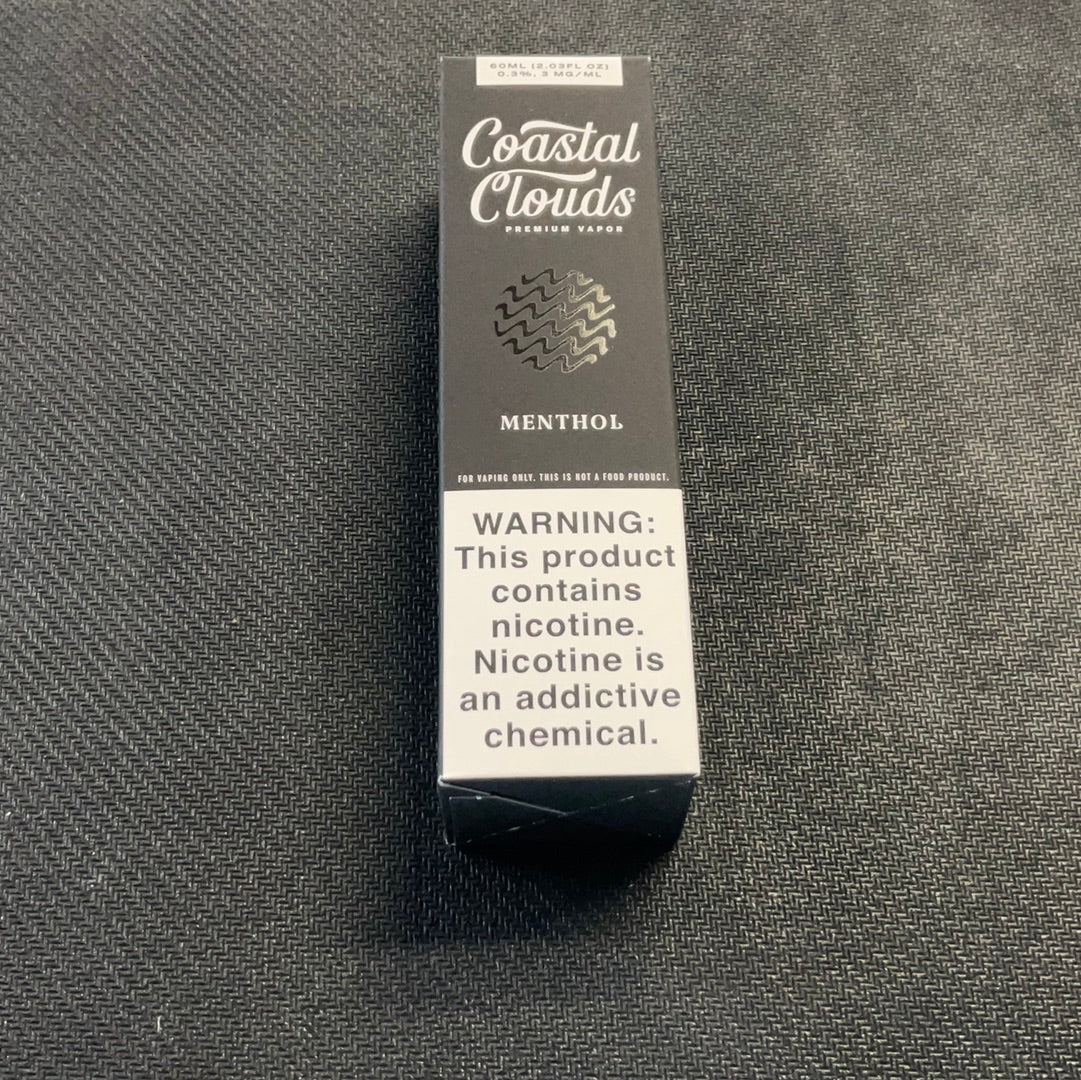 60ML (2.03FL OZ)
0.3%, 3 MG/ML
Coastal
Clouds
PREMIUM VAPOR
MENTHOL
FOR VAPING ONLY. THIS IS NOT A FOOD PRODUCT.
WARNING:
This product
contains
nicotine.
Nicotine is
an addictive
chemical.